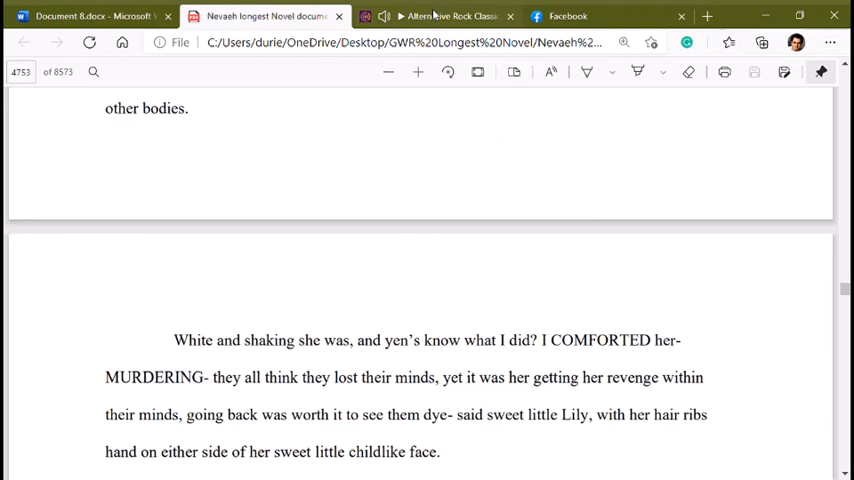 Document 8.docx - Microsoft
Nevaeh longest Novel docume
Alternative Rock Classic
Facebook
File
C:/Users/durie/OneDrive/Desktop/GWR%20Longest%20Novel/Nevaeh%2...
4753 of 8573
other bodies.
White and shaking she was, and yen's know what I did? I COMFORTED her-
MURDERING- they all think they lost their minds, yet it was her getting her revenge within
their minds, going back was worth it to see them dye- said sweet little Lily, with her hair ribs
hand on either side of her sweet little childlike face.